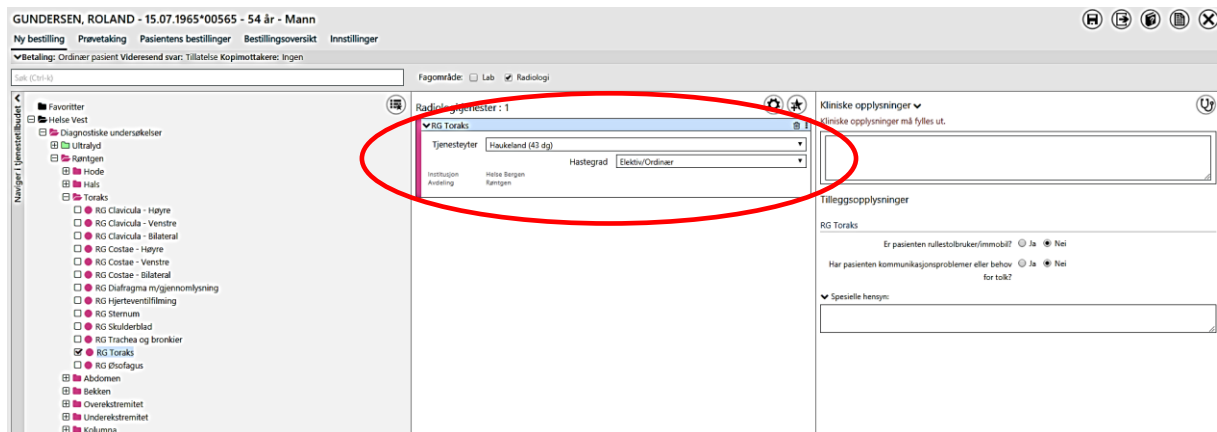 GUNDERSEN, ROLAND - 15.07.1965*00565 - 54 år - Mann
Ny bestilling Prøvetaking Pasientens bestillinger Bestillingsoversikt Innstillinger
Betaling: Ordinær pasient Videresend svar: Tillatelse Kopimottakere: Ingen
Søk (Ctrl-k)
Fagområde: Lab Radiologi
Naviger i tjenestetilbudet
Favoritter
Helse Vest
Diagnostiske undersøkelser
Ultralyd
Røntgen
Hode
Hals
Toraks
RG Clavicula - Høyre
RG Clavicula - Venstre
RG Clavicula - Bilateral
RG Costae - Høyre
RG Costae - Venstre
RG Costae - Bilateral
RG Diafragma m/gjennomlysning
RG Hjerteventilfilming
RG Sternum
RG Skulderblad
RG Trachea og bronkier
RG Toraks
RG Øsofagus
Abdomen
Bekken
Overekstremitet
Underekstremitet
Kolumna
Radiologitjenester : 1
RG Toraks
Tjenesteyter Haukeland (43 dg)
Hastegrad Elektiv/Ordinær
Institusjon Helse Bergen
Avdeling Røntgen
Kliniske opplysninger
Kliniske opplysninger må fylles ut.
Tilleggsopplysninger
RG Toraks
Er pasienten rullestolbruker/immobil? Ja Nei
Har pasienten kommunikasjonsproblemer eller behov Ja Nei
for tolk?
Spesielle hensyn: